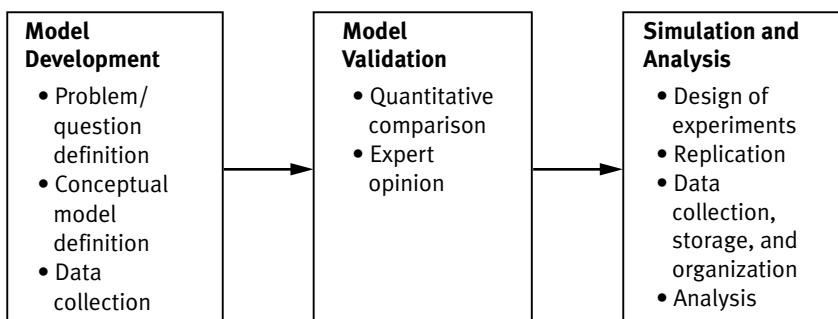 Model
Development
• Problem/
question
definition
• Conceptual
model
definition
• Data
collection
Model
Validation
• Quantitative
comparison
• Expert
opinion
Simulation and
Analysis
• Design of
experiments
• Replication
• Data
collection,
storage, and
organization
• Analysis